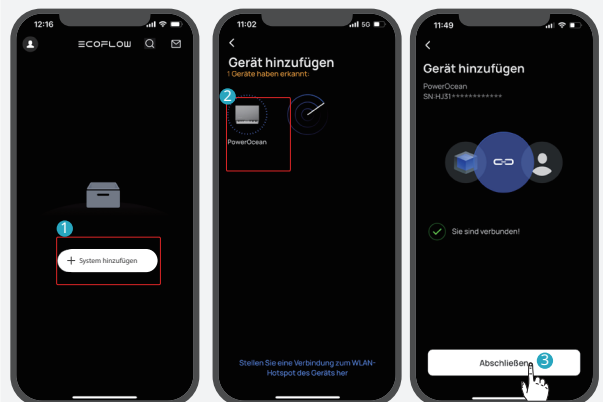 12:16
ECOFLOW
1
+ System hinzufügen
11:02
5G
Gerät hinzufügen
1 Geräte haben erkannt:
2
PowerOcean
Stellen Sie eine Verbindung zum WLAN-
Hotspot des Geräts her
11:49
Gerät hinzufügen
PowerOcean
SN:HJ31************
Sie sind verbunden!
Abschließen
3